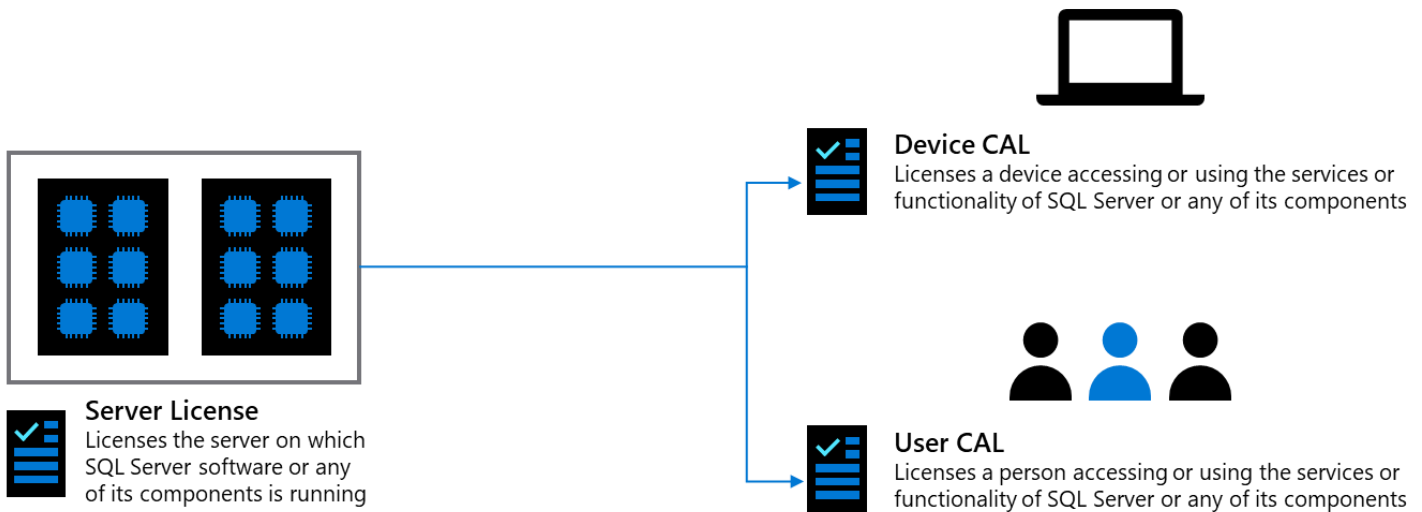 Device CAL
Licenses a device accessing or using the services or
functionality of SQL Server or any of its components
Server License
Licenses the server on which
SQL Server software or any
of its components is running
User CAL
Licenses a person accessing or using the services or
functionality of SQL Server or any of its components